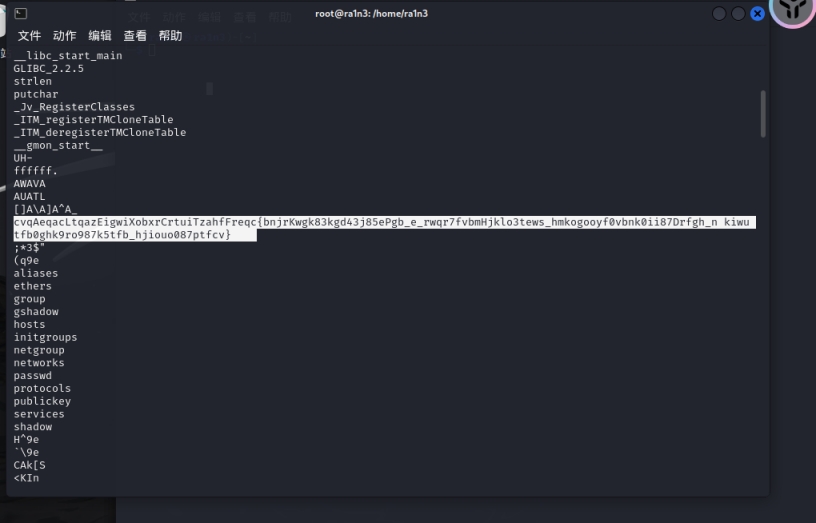 root@ra1n3: /home/ra1n3
文件 动作 编辑 查看 帮助
__libc_start_main
GLIBC_2.2.5
strlen
putchar
_Jv_RegisterClasses
_ITM_registerTMCloneTable
_ITM_deregisterTMCloneTable
__gmon_start__
UH-
ffffff.
AWAVA
AUATL
[]A\A]A^A_
cvqAeqacLtqazEigwiXobxrCrtuiTzahfFreqc{bnjrKwgk83kgd43j85ePgb_e_rwqr7fvbmHjklo3tews_hmkogooyf0vbnk0ii87Drfgh_n kiwu
tfb0ghk9ro987k5tfb_hjiouo087ptfcv}
;*3$"
(q9e
aliases
ethers
group
gshadow
hosts
initgroups
netgroup
networks
passwd
protocols
publickey
services
shadow
H^9e
`\9e
CAk[S
<KIn